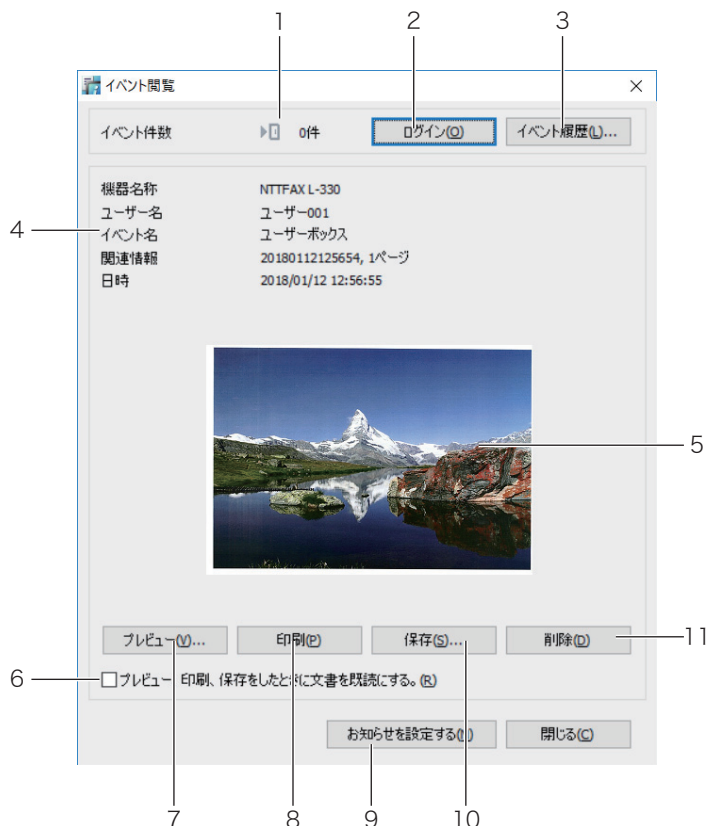 1 2 3
イベント閲覧
イベント件数 0件 ログイン(O) イベント履歴(L)...
機器名称 NTTFAX L-330
ユーザー名 ユーザー001
4 イベント名 ユーザーボックス
関連情報 20180112125654, 1ページ
日時 2018/01/12 12:56:55
5
プレビュー(V)... 印刷(P) 保存(S)... 削除(D) 11
6 プレビュー 印刷、保存をしたときに文書を既読にする。(R)
お知らせを設定する(N) 閉じる(C)
7 8 9 10